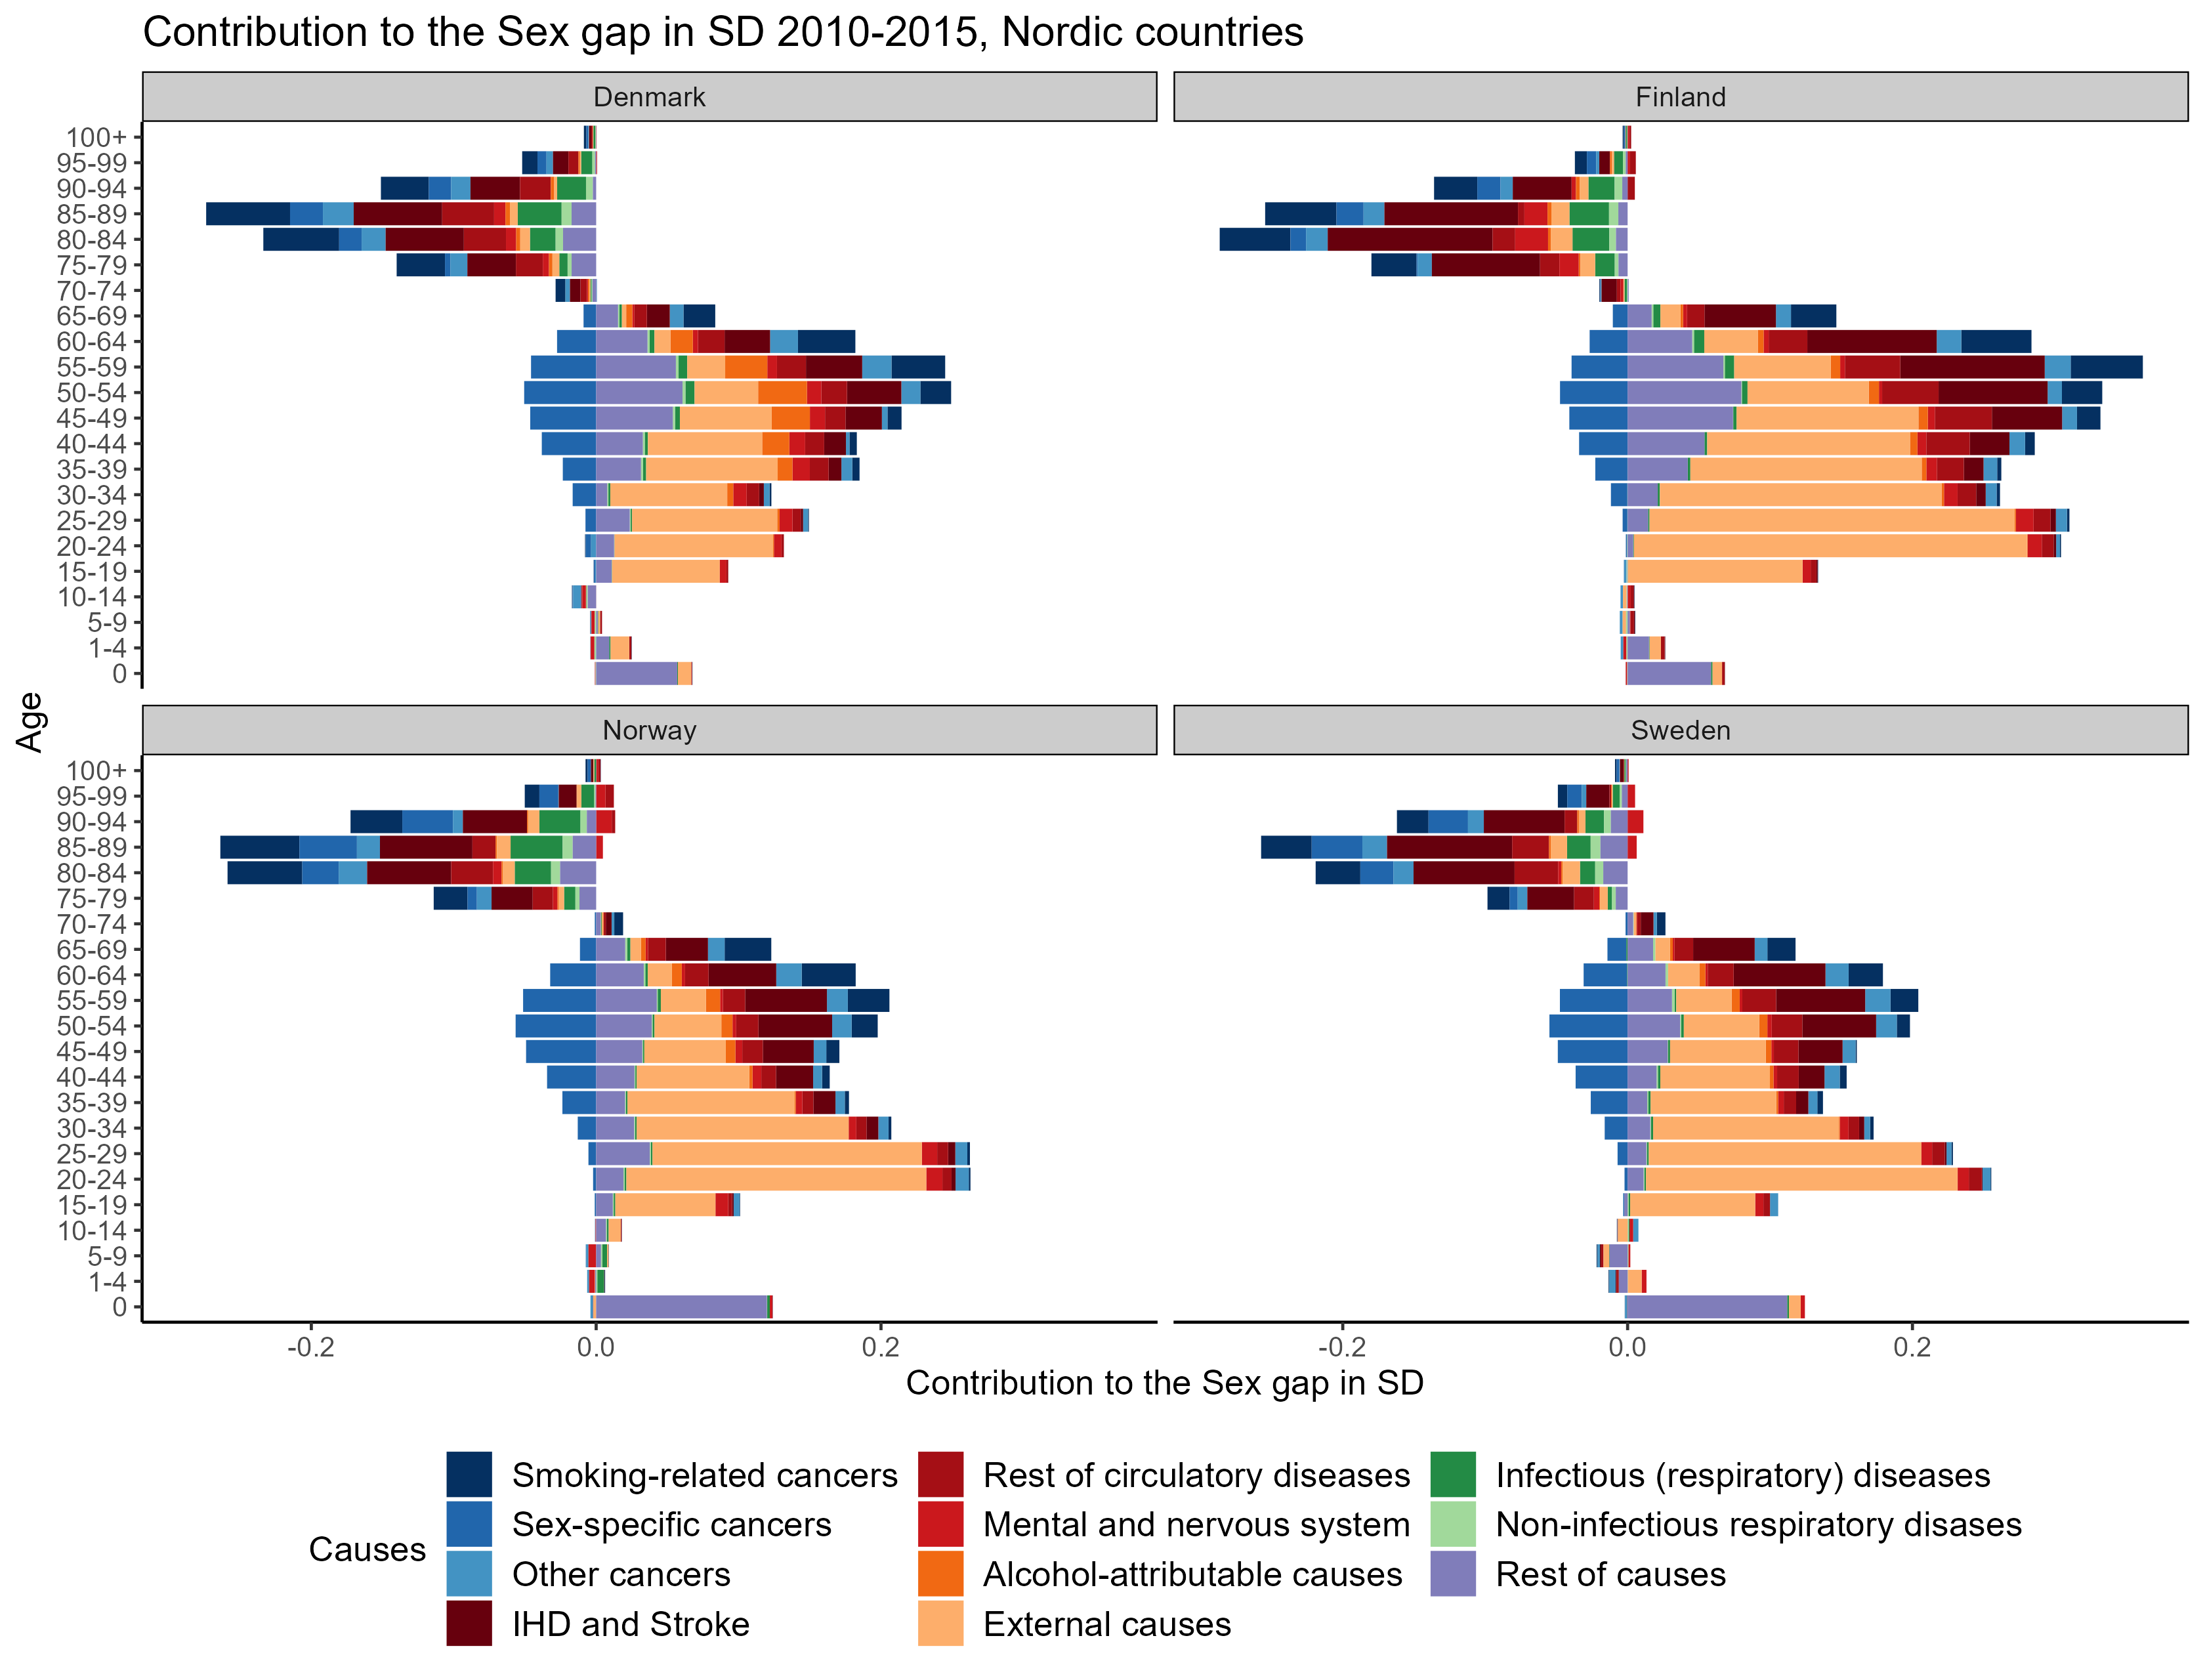 Contribution to the Sex gap in SD 2010-2015, Nordic countries
Denmark
Finland
100+
95-99
90-94
85-89
80-84
75-79
70-74
65-69
60-64
55-59
50-54
45-49
40-44
35-39
30-34
25-29
20-24
15-19
10-14
5-9
1-4
0
Age
Norway
Sweden
100+
95-99
90-94
85-89
80-84
75-79
70-74
65-69
60-64
55-59
50-54
45-49
40-44
35-39
30-34
25-29
20-24
15-19
10-14
5-9
1-4
0
-0.2 0.0 0.2 -0.2 0.0 0.2
Contribution to the Sex gap in SD
Causes
Smoking-related cancers
Sex-specific cancers
Other cancers
IHD and Stroke
Rest of circulatory diseases
Mental and nervous system
Alcohol-attributable causes
External causes
Infectious (respiratory) diseases
Non-infectious respiratory disases
Rest of causes